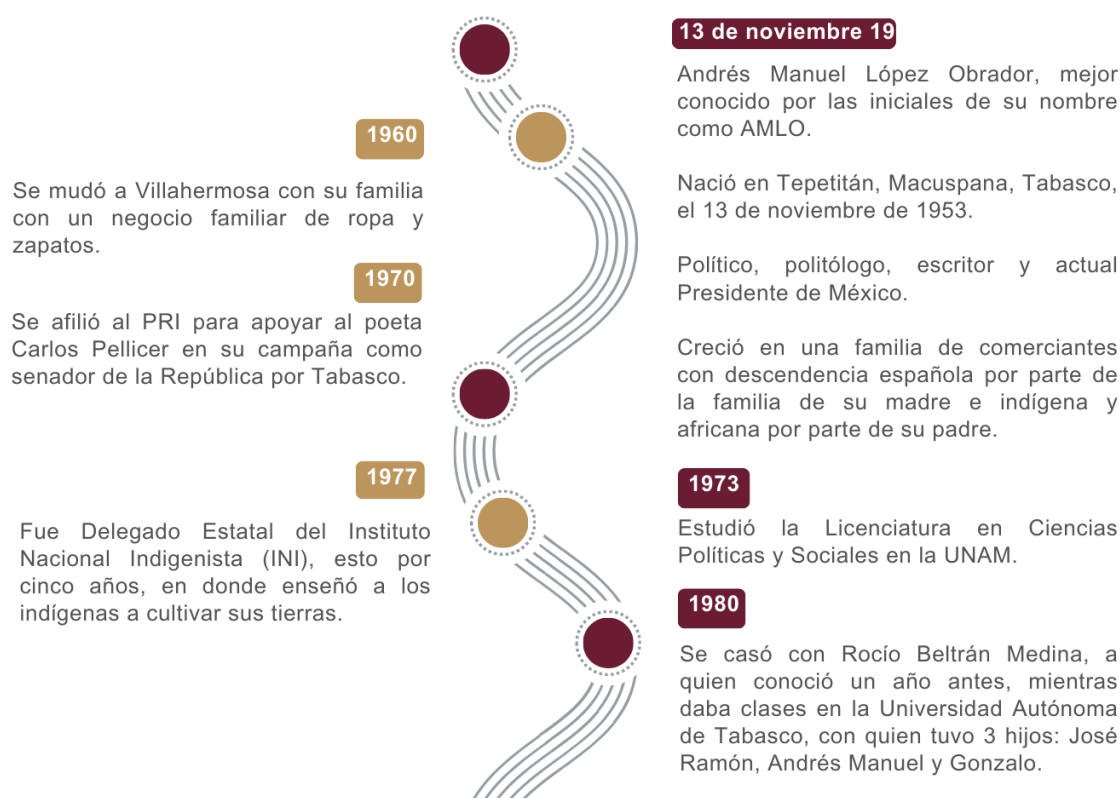 13 de noviembre 19
Andrés Manuel López Obrador, mejor
conocido por las iniciales de su nombre
como AMLO.
Nació en Tepetitán, Macuspana, Tabasco,
el 13 de noviembre de 1953.
Político, politólogo, escritor y actual
Presidente de México.
Creció en una familia de comerciantes
con descendencia española por parte de
la familia de su madre e indígena y
africana por parte de su padre.
1960
Se mudó a Villahermosa con su familia
con un negocio familiar de ropa y
zapatos.
1970
Se afilió al PRI para apoyar al poeta
Carlos Pellicer en su campaña como
senador de la República por Tabasco.
1973
Estudió la Licenciatura en Ciencias
Políticas y Sociales en la UNAM.
1977
Fue Delegado Estatal del Instituto
Nacional Indigenista (INI), esto por
cinco años, en donde enseñó a los
indígenas a cultivar sus tierras.
1980
Se casó con Rocío Beltrán Medina, a
quien conoció un año antes, mientras
daba clases en la Universidad Autónoma
de Tabasco, con quien tuvo 3 hijos: José
Ramón, Andrés Manuel y Gonzalo.